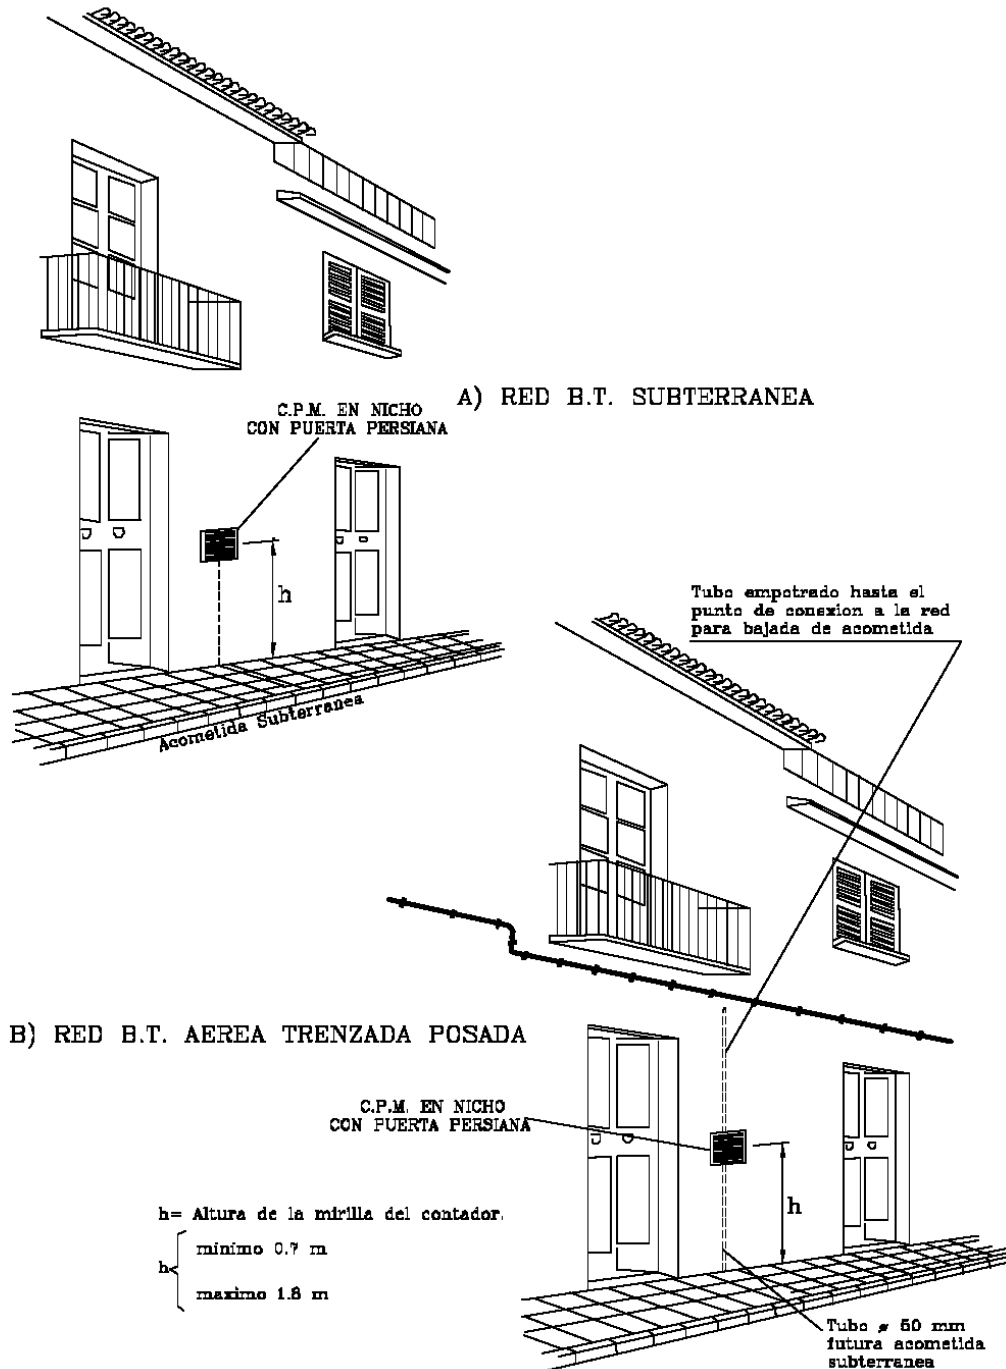 A) RED B.T. SUBTERRANEA
C.P.M. EN NICHO
CON PUERTA PERSIANA
h
Acometida Subterranea
Tubo empotrado hasta el
punto de conexion a la red
para bajada de acometida
B) RED B.T. AEREA TRENZADA POSADA
C.P.M. EN NICHO
CON PUERTA PERSIANA
h
h= Altura de la mirilla del contador.
h
minimo 0.7 m
maximo 1.8 m
Tubo ø 60 mm
futura acometida
subterranea